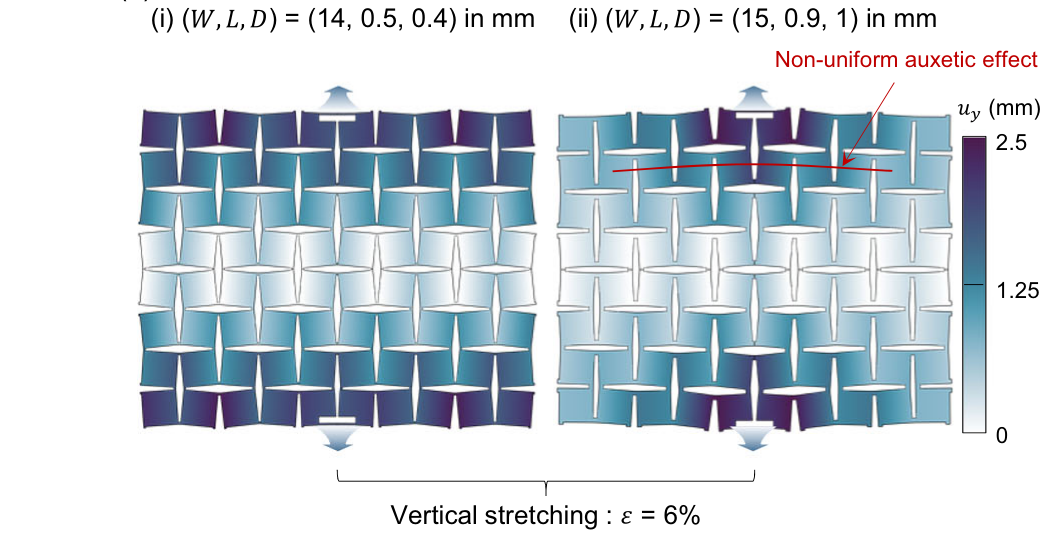 (i) (W, L, D) = (14, 0.5, 0.4) in mm
(ii) (W, L, D) = (15, 0.9, 1) in mm
Non-uniform auxetic effect
u_y (mm)
2.5
1.25
0
Vertical stretching : ε = 6%